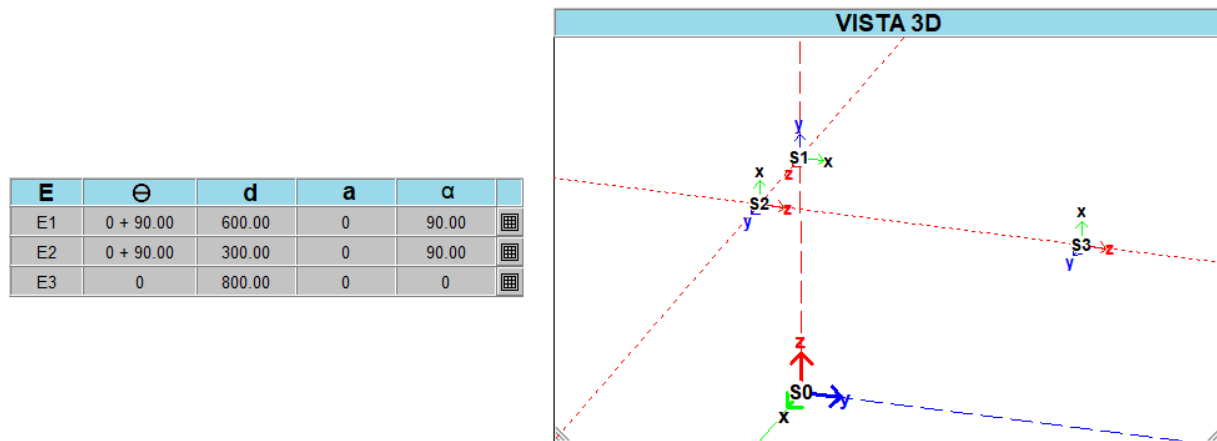 VISTA 3D
E Θ d a α
E1 0 + 90.00 600.00 0 90.00
E2 0 + 90.00 300.00 0 90.00
E3 0 800.00 0 0
y
S1 x
z
x
S2 z
y
x
S3 z
y
z
S0 y
x